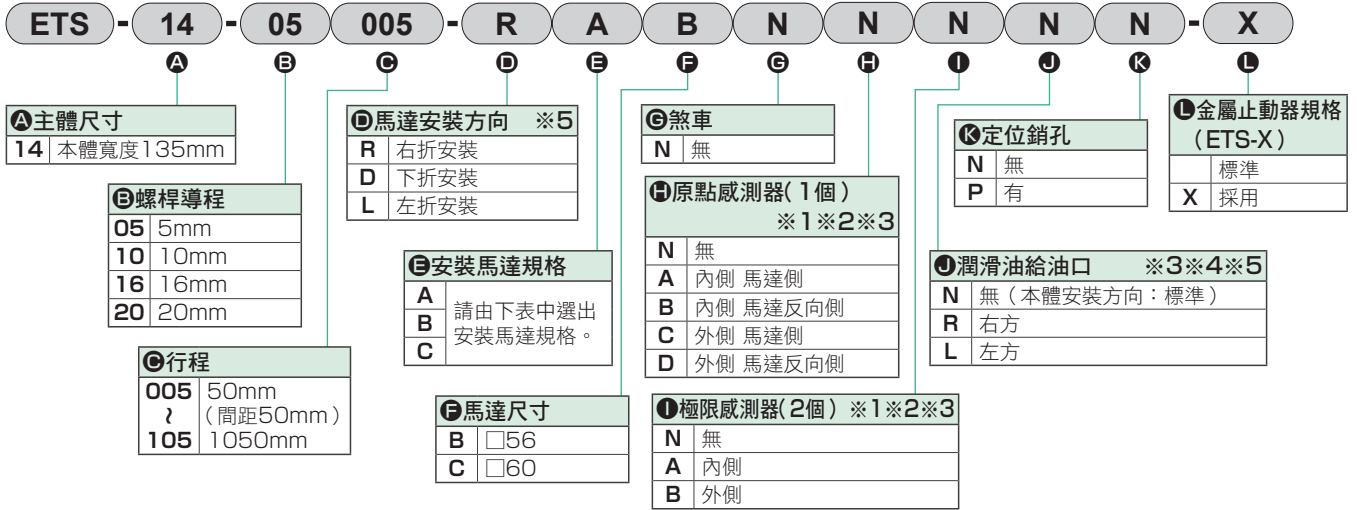 ETS - 14 - 05 005 - R A B N N N N N - X
Ⓐ Ⓑ Ⓒ Ⓓ Ⓔ Ⓕ Ⓖ Ⓗ Ⓘ Ⓙ Ⓚ Ⓛ
Ⓐ主體尺寸
14 本體寬度135mm
Ⓑ螺桿導程
05 5mm
10 10mm
16 16mm
20 20mm
Ⓒ行程
005 50mm
~ (間距50mm)
105 1050mm
Ⓓ馬達安裝方向 ※5
R 右折安裝
D 下折安裝
L 左折安裝
Ⓔ安裝馬達規格
A
B
C
請由下表中選出
安裝馬達規格。
Ⓕ馬達尺寸
B □56
C □60
Ⓖ煞車
N 無
Ⓗ原點感測器(1個)
※1※2※3
N 無
A 內側 馬達側
B 內側 馬達反向側
C 外側 馬達側
D 外側 馬達反向側
Ⓘ極限感測器(2個) ※1※2※3
N 無
A 內側
B 外側
Ⓙ潤滑油給油口 ※3※4※5
N 無(本體安裝方向:標準)
R 右方
L 左方
Ⓚ定位銷孔
N 無
P 有
Ⓛ金屬止動器規格
(ETS-X)
標準
X 採用